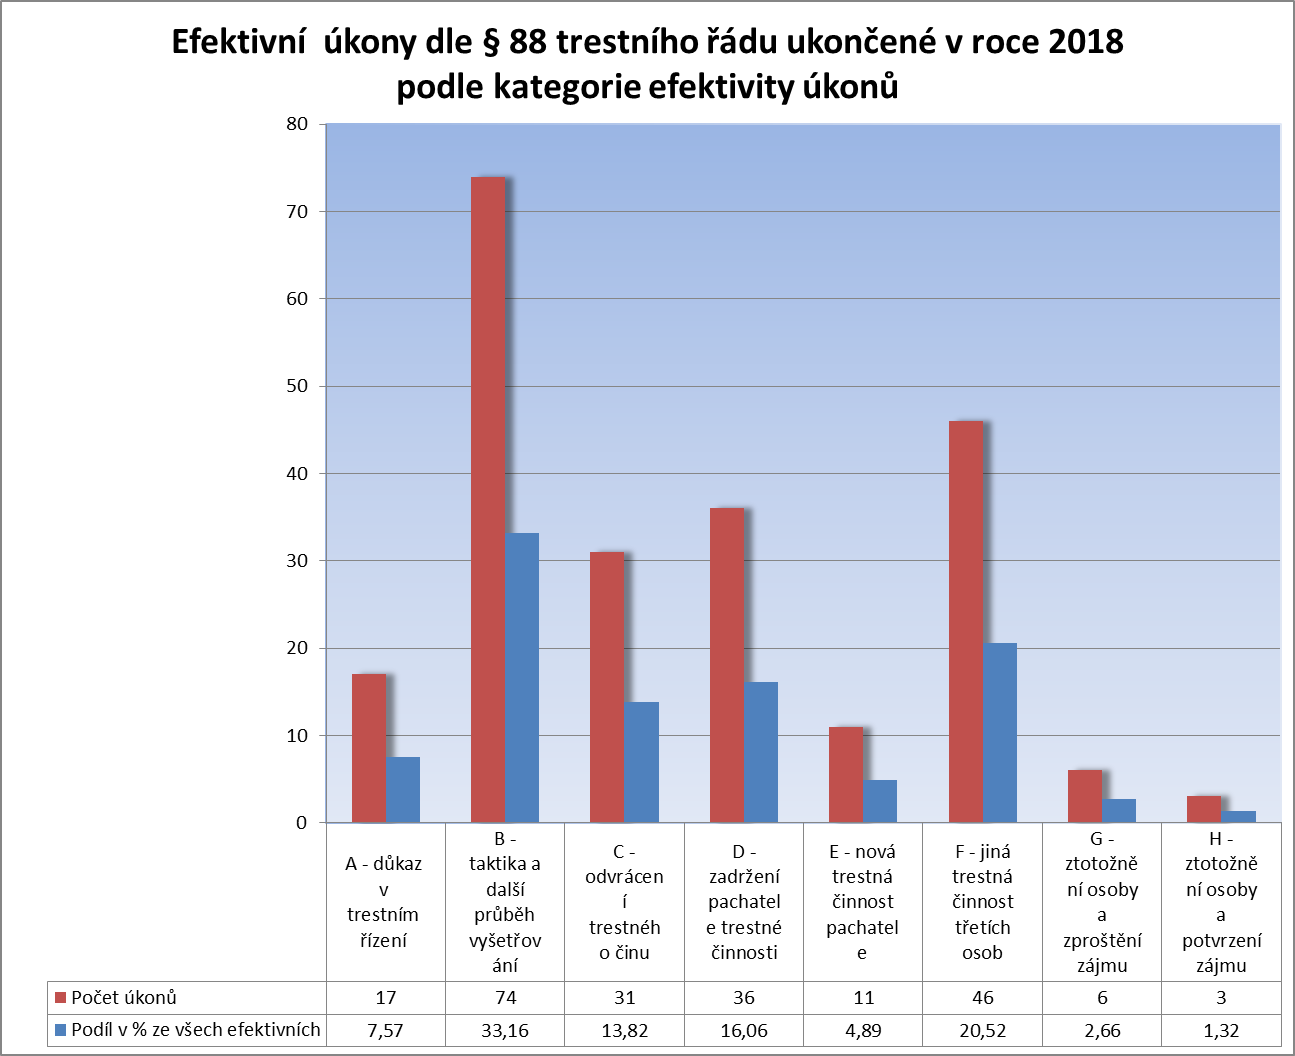 Efektivní  úkony dle § 88 trestního řádu ukončené v roce 2018
podle kategorie efektivity úkonů
80
70
60
50
40
30
20
10
0
A - důkaz
v
trestním
řízení
B -
taktika a
další
průběh
vyšetřov
ání
C -
odvrácen
í
trestnéh
o činu
D -
zadržení
pachatel
e trestné
činnosti
E - nová
trestná
činnost
pachatel
e
F - jiná
trestná
činnost
třetích
osob
G -
ztotožně
ní osoby
a
zproštění
zájmu
H -
ztotožně
ní osoby
a
potvrzení
zájmu
Počet úkonů 17 74 31 36 11 46 6 3
Podíl v % ze všech efektivních 7,57 33,16 13,82 16,06 4,89 20,52 2,66 1,32